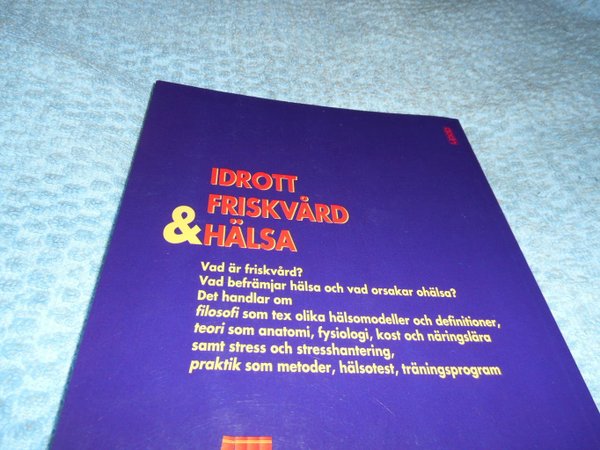 IDROTT
FRISKVÅRD
& HÄLSA
Vad är friskvård?
Vad befrämjar hälsa och vad orsakar ohälsa?
Det handlar om
filosofi som tex olika hälsomodeller och definitioner,
teori som anatomi, fysiologi, kost och näringslära
samt stress och stresshantering,
praktik som metoder, hälsotest, träningsprogram